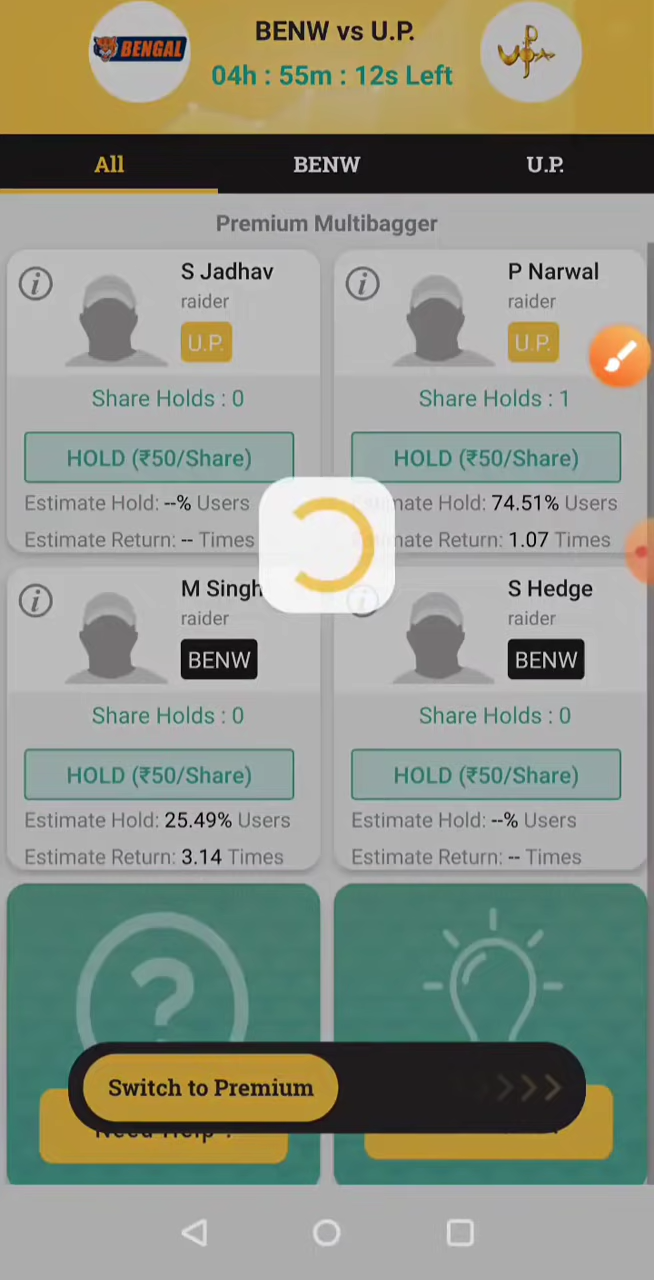 BENGAL
BENW vs U.P.
04h : 55m : 12s Left
All
BENW
U.P.
Premium Multibagger
S Jadhav
raider
U.P.
Share Holds : 0
HOLD (₹50/Share)
Estimate Hold: --% Users
Estimate Return: -- Times
P Narwal
raider
U.P.
Share Holds : 1
HOLD (₹50/Share)
mate Hold: 74.51% Users
mate Return: 1.07 Times
M Singh
raider
BENW
Share Holds : 0
HOLD (₹50/Share)
Estimate Hold: 25.49% Users
Estimate Return: 3.14 Times
S Hedge
raider
BENW
Share Holds : 0
HOLD (₹50/Share)
Estimate Hold: --% Users
Estimate Return: -- Times
Switch to Premium
Need Help ?